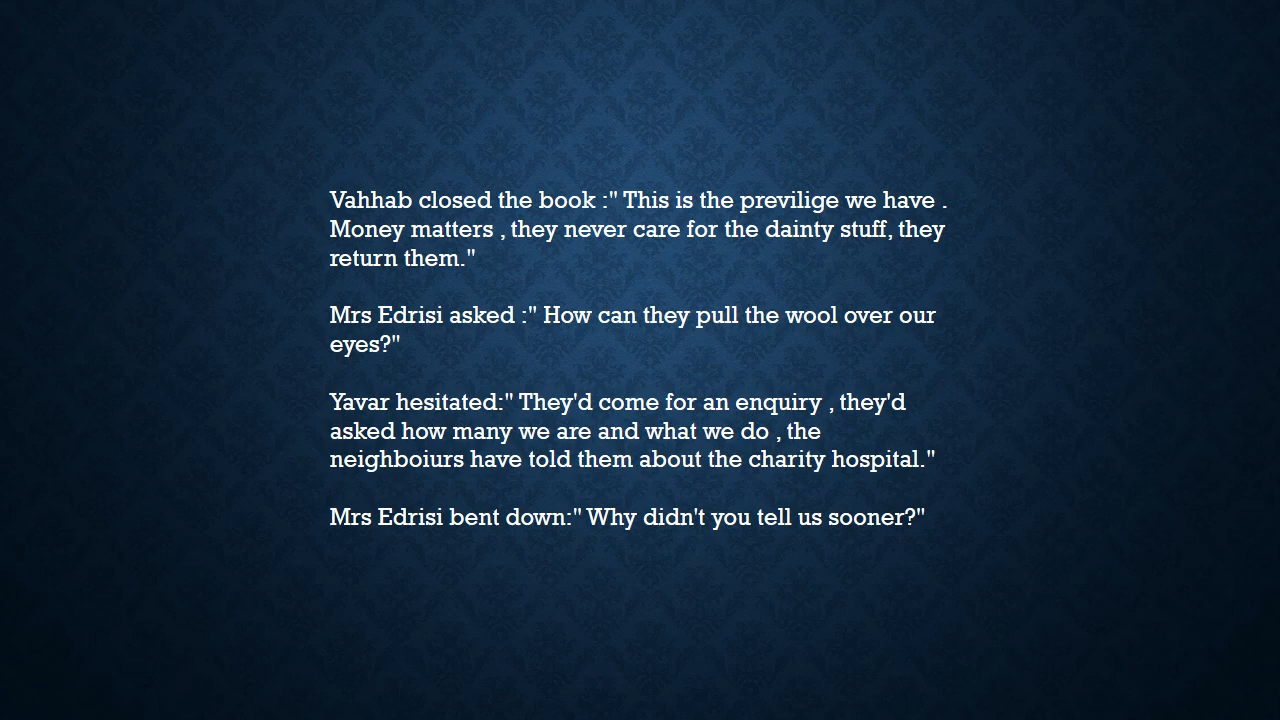 Vahhab closed the book :" This is the previlige we have .
Money matters , they never care for the dainty stuff, they
return them."
Mrs Edrisi asked :" How can they pull the wool over our
eyes?"
Yavar hesitated:" They'd come for an enquiry , they'd
asked how many we are and what we do , the
neighboiurs have told them about the charity hospital."
Mrs Edrisi bent down:" Why didn't you tell us sooner?"